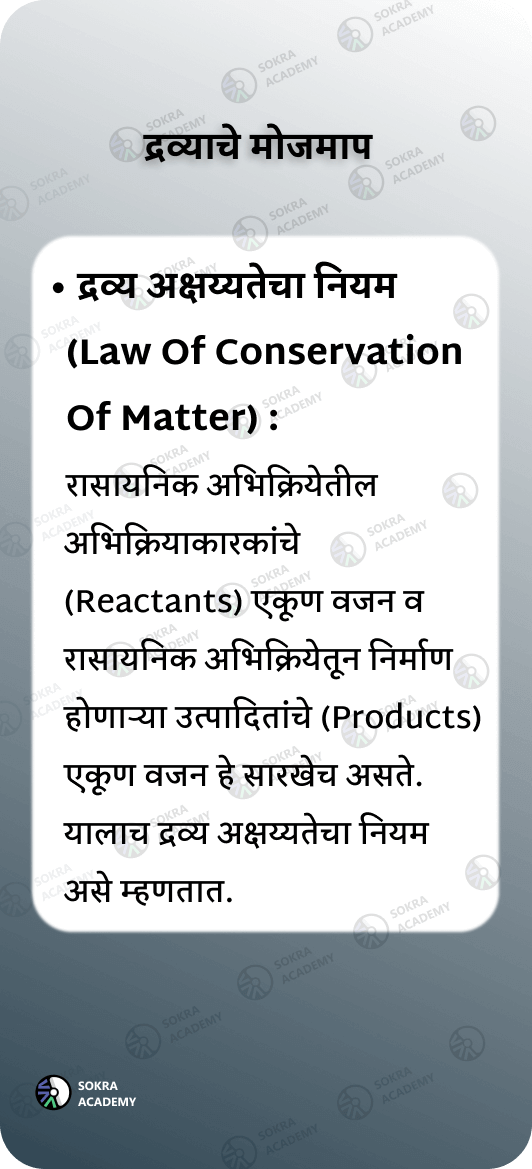 द्रव्याचे मोजमाप
• द्रव्य अक्षय्यतेचा नियम
(Law Of Conservation
Of Matter) :
रासायनिक अभिक्रियेतील
अभिक्रियाकारकांचे
(Reactants) एकूण वजन व
रासायनिक अभिक्रियेतून निर्माण
होणाऱ्या उत्पादितांचे (Products)
एकूण वजन हे सारखेच असते.
यालाच द्रव्य अक्षय्यतेचा नियम
असे म्हणतात.
SOKRA
ACADEMY